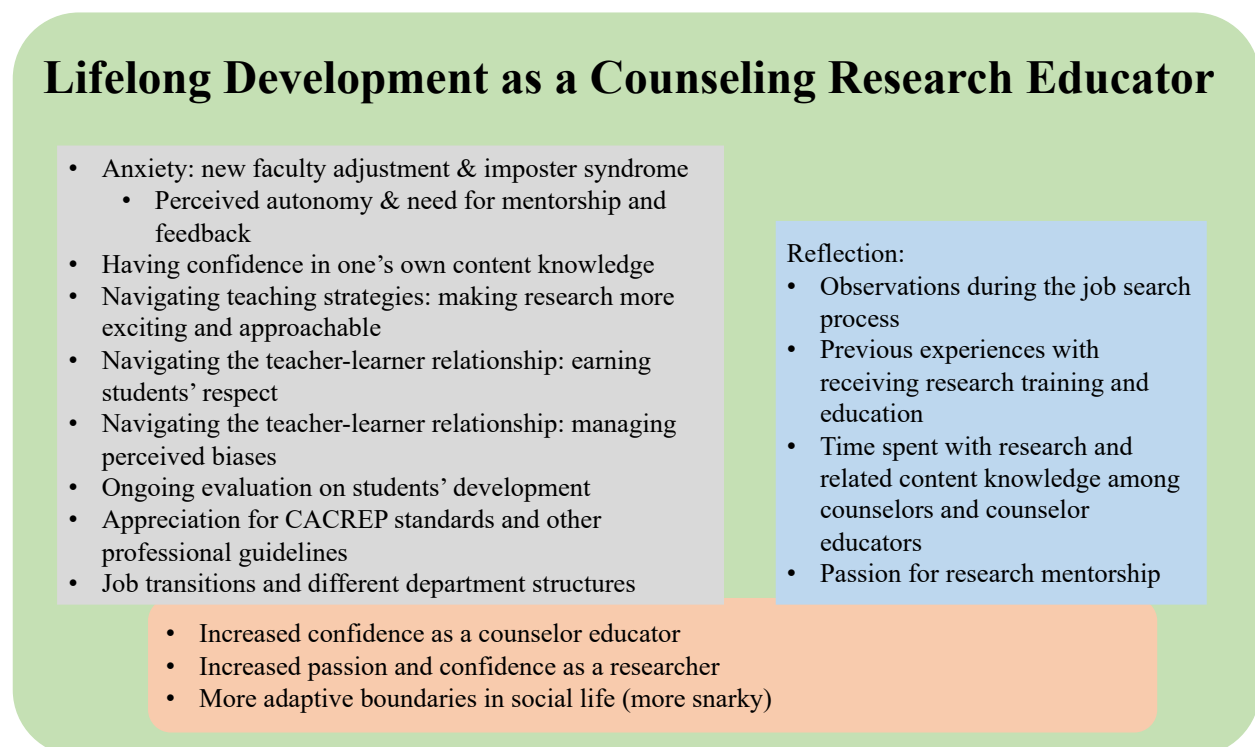 Lifelong Development as a Counseling Research Educator
• Anxiety: new faculty adjustment & imposter syndrome
• Perceived autonomy & need for mentorship and
feedback
• Having confidence in one’s own content knowledge
• Navigating teaching strategies: making research more
exciting and approachable
• Navigating the teacher-learner relationship: earning
students’ respect
• Navigating the teacher-learner relationship: managing
perceived biases
• Ongoing evaluation on students’ development
• Appreciation for CACREP standards and other
professional guidelines
• Job transitions and different department structures
Reflection:
• Observations during the job search
process
• Previous experiences with
receiving research training and
education
• Time spent with research and
related content knowledge among
counselors and counselor
educators
• Passion for research mentorship
• Increased confidence as a counselor educator
• Increased passion and confidence as a researcher
• More adaptive boundaries in social life (more snarky)